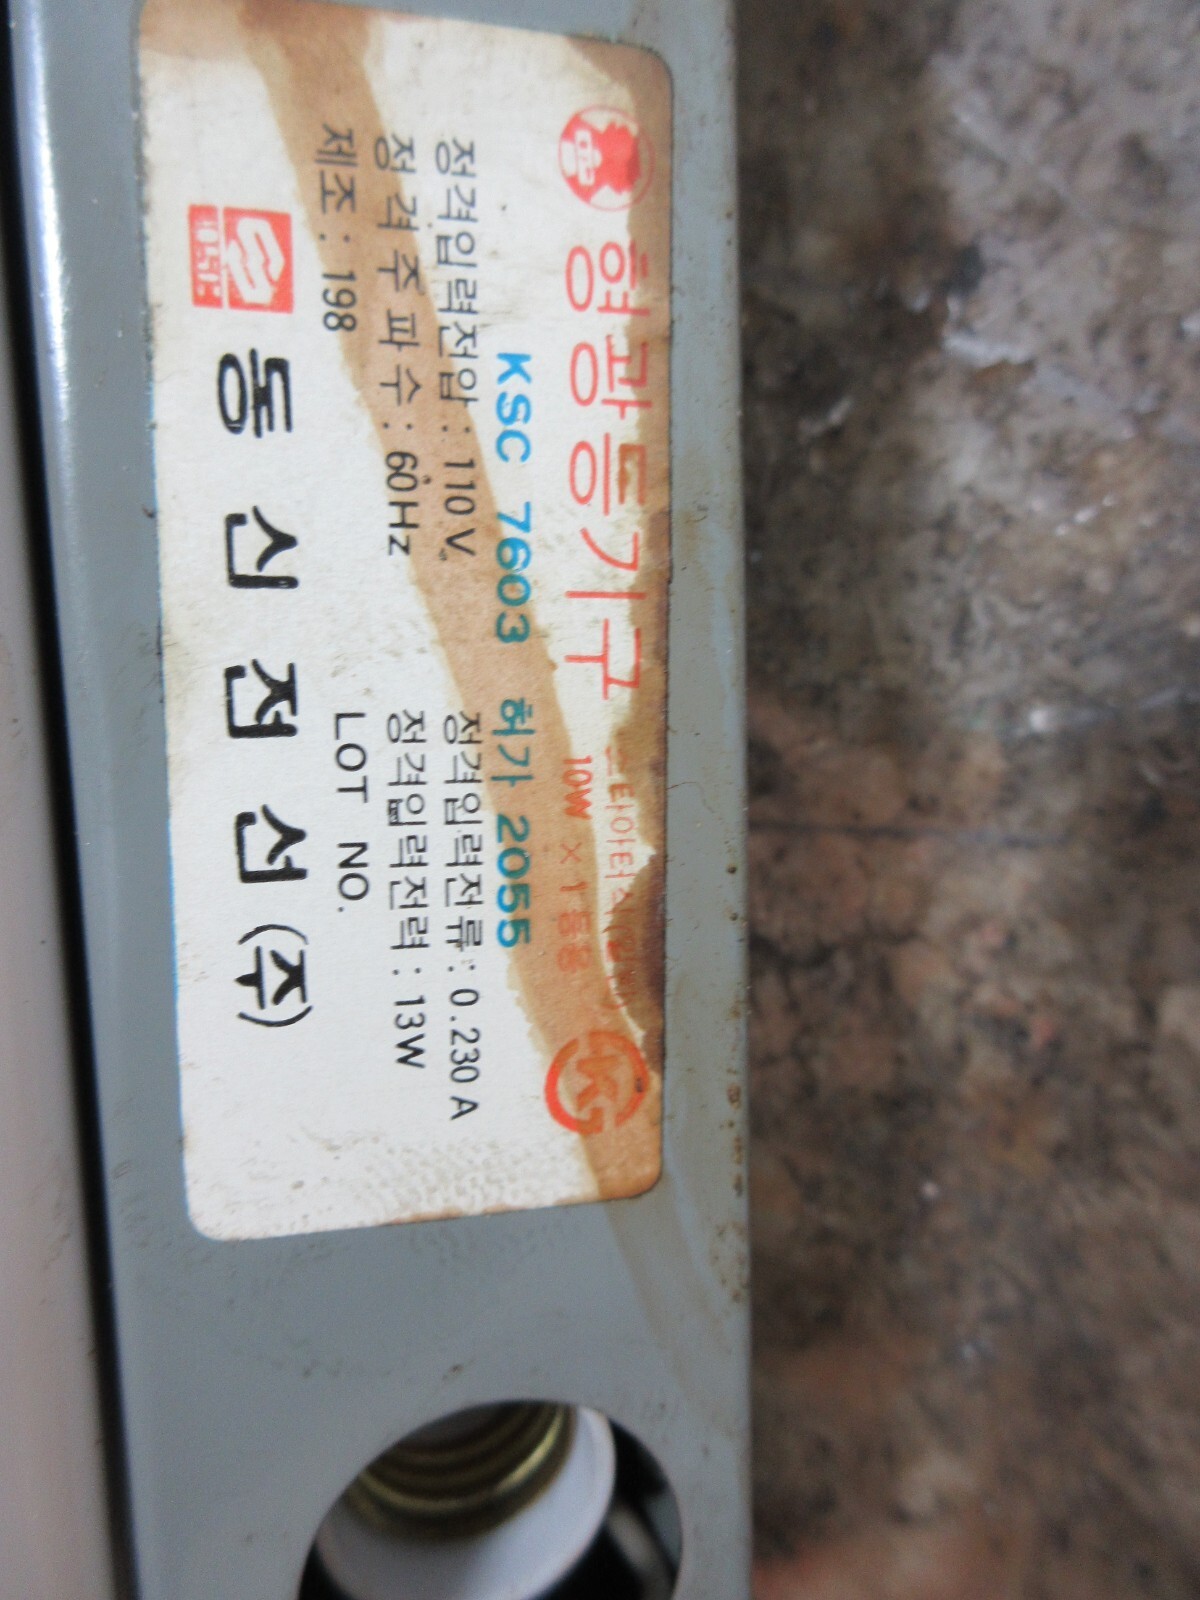 형광등기구
10W × 1 등용
KSC 7603 허가 2055
정격입력전압 : 110V. 정격입력전류 : 0.230A
정격주파수 : 60Hz 정격입력전력 : 13W
제조 : 198 LOT NO.
동신전선(주)